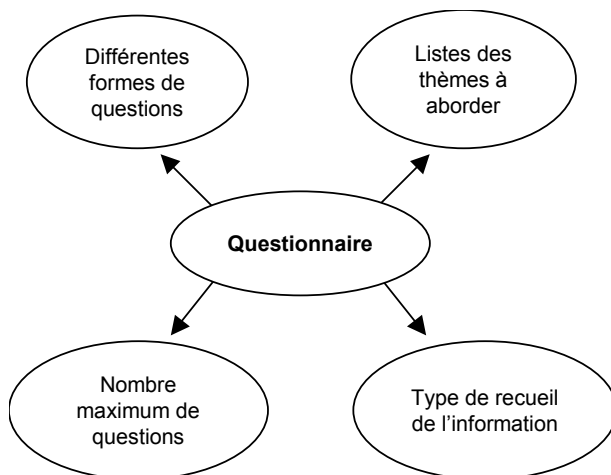 Différentes
formes de
questions
Listes des
thèmes à
aborder
Questionnaire
Nombre
maximum de
questions
Type de recueil
de l’information